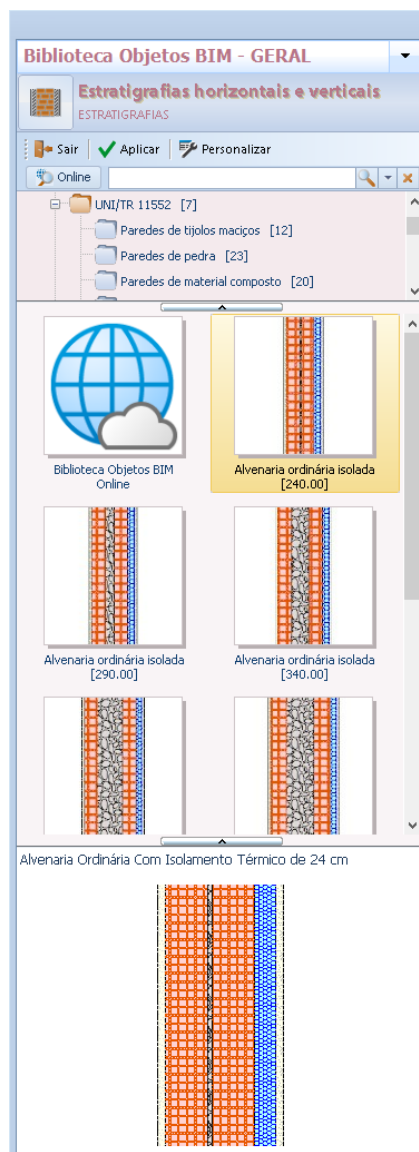 Biblioteca Objetos BIM - GERAL
Estratigrafias horizontais e verticais
ESTRATIGRAFIAS
Sair Aplicar Personalizar
Online
UNI/TR 11552 [7]
Paredes de tijolos maciços [12]
Paredes de pedra [23]
Paredes de material composto [20]
Biblioteca Objetos BIM
Online
Alvenaria ordinária isolada
[240.00]
Alvenaria ordinária isolada
[290.00]
Alvenaria ordinária isolada
[340.00]
Alvenaria Ordinária Com Isolamento Térmico de 24 cm